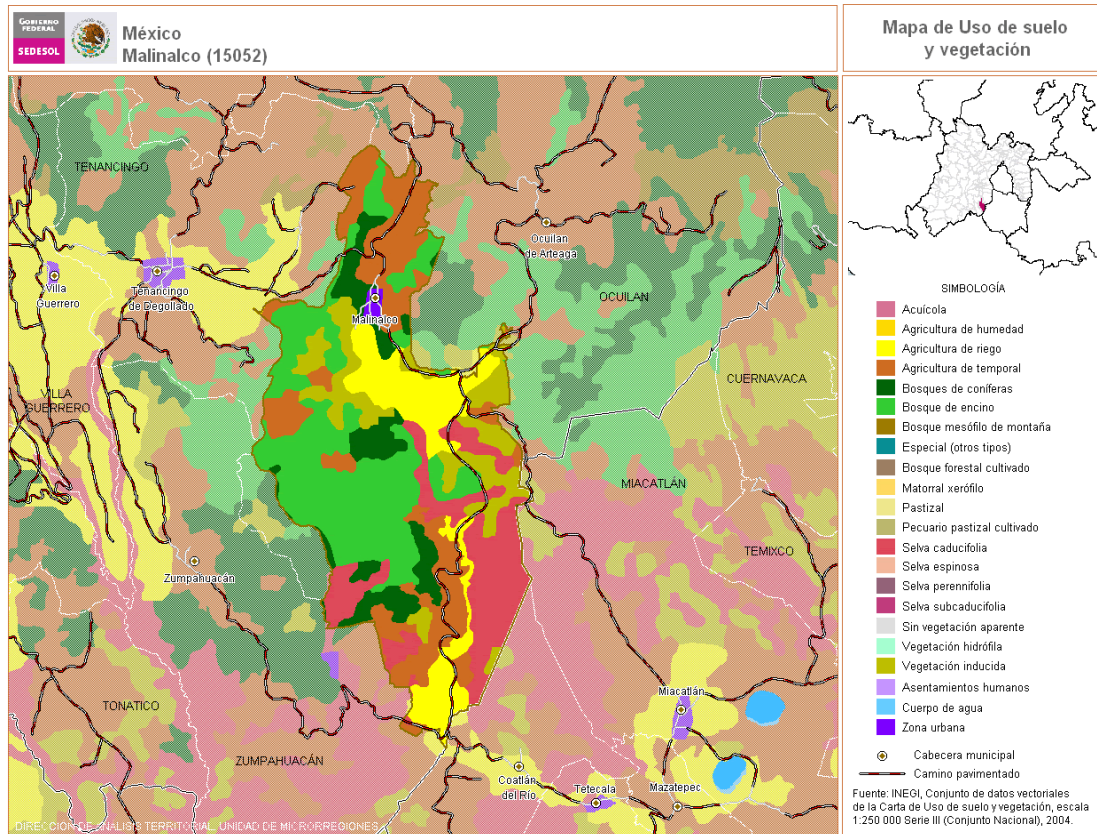 GOBIERNO
FEDERAL
SEDESOL
México
Malinalco (15052)
Mapa de Uso de suelo
y vegetación
TENANCINGO
Ocuilan
de Arteaga
Villa
Guerrero
Tenancingo
de Degollado
OCUILAN
Malinalco
CUERNAVACA
VILLA
GUERRERO
MIACATLÁN
TEMIXCO
Zumpahuacán
TONATICO
Miacatlán
ZUMPAHUACÁN
Coatlán
del Río
Tetecala
Mazatepec
DIRECCIÓN DE ANÁLISIS TERRITORIAL. UNIDAD DE MICRORREGIONES
SIMBOLOGÍA
Acuícola
Agricultura de humedad
Agricultura de riego
Agricultura de temporal
Bosques de coníferas
Bosque de encino
Bosque mesófilo de montaña
Especial (otros tipos)
Bosque forestal cultivado
Matorral xerófilo
Pastizal
Pecuario pastizal cultivado
Selva caducifolia
Selva espinosa
Selva perennifolia
Selva subcaducifolia
Sin vegetación aparente
Vegetación hidrófila
Vegetación inducida
Asentamientos humanos
Cuerpo de agua
Zona urbana
Cabecera municipal
Camino pavimentado
Fuente: INEGI, Conjunto de datos vectoriales
de la Carta de Uso de suelo y vegetación, escala
1:250 000 Serie III (Conjunto Nacional), 2004.